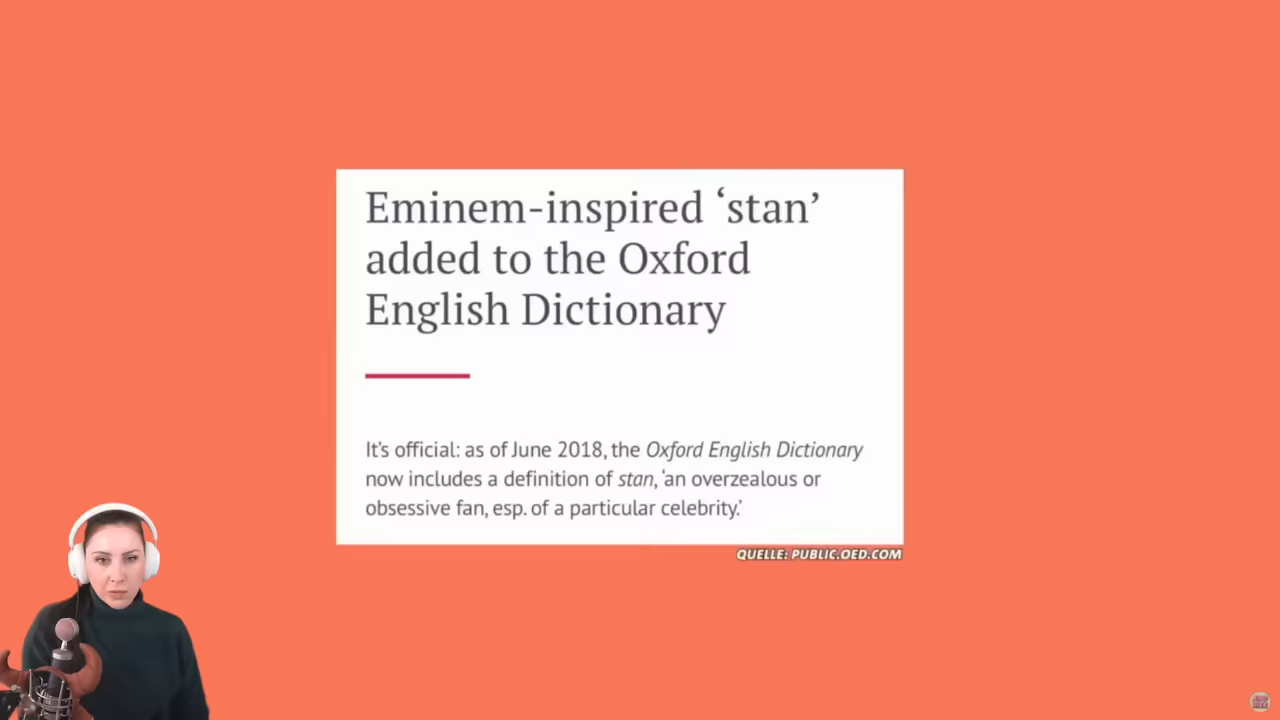 Eminem-inspired ‘stan’
added to the Oxford
English Dictionary
It's official: as of June 2018, the Oxford English Dictionary
now includes a definition of stan, ‘an overzealous or
obsessive fan, esp. of a particular celebrity.’
QUELLE: PUBLIC.OED.COM